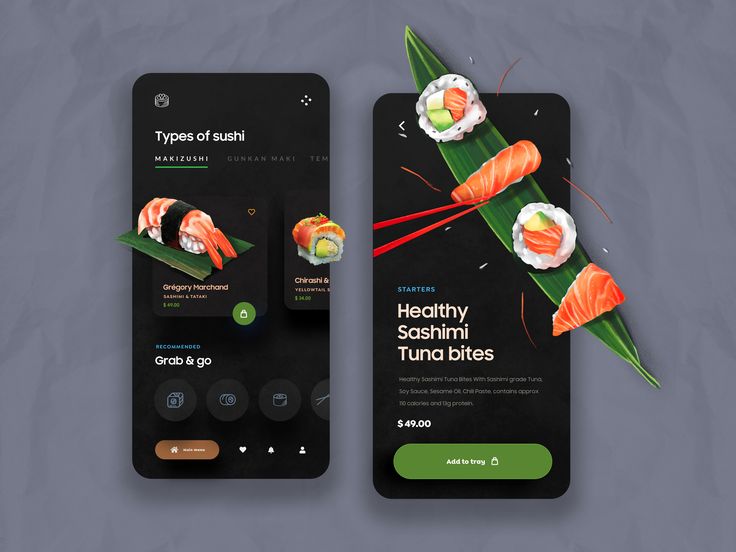 Types of sushi
MAKIZUSHI GUNKAN MAKI TEM
Grégory Marchand
SASHIMI & TATAKI
$ 49.00
Chirashi &
YELLOWTAIL S
$ 34.00
RECOMMENDED
Grab & go
Main menu
STARTERS
Healthy
Sashimi
Tuna bites
Healthy Sashimi Tuna Bites With Sashimi grade Tuna,
Soy Sauce, Sesame Oil, Chili Paste, contains approx
110 calories and 13g protein.
$ 49.00
Add to tray